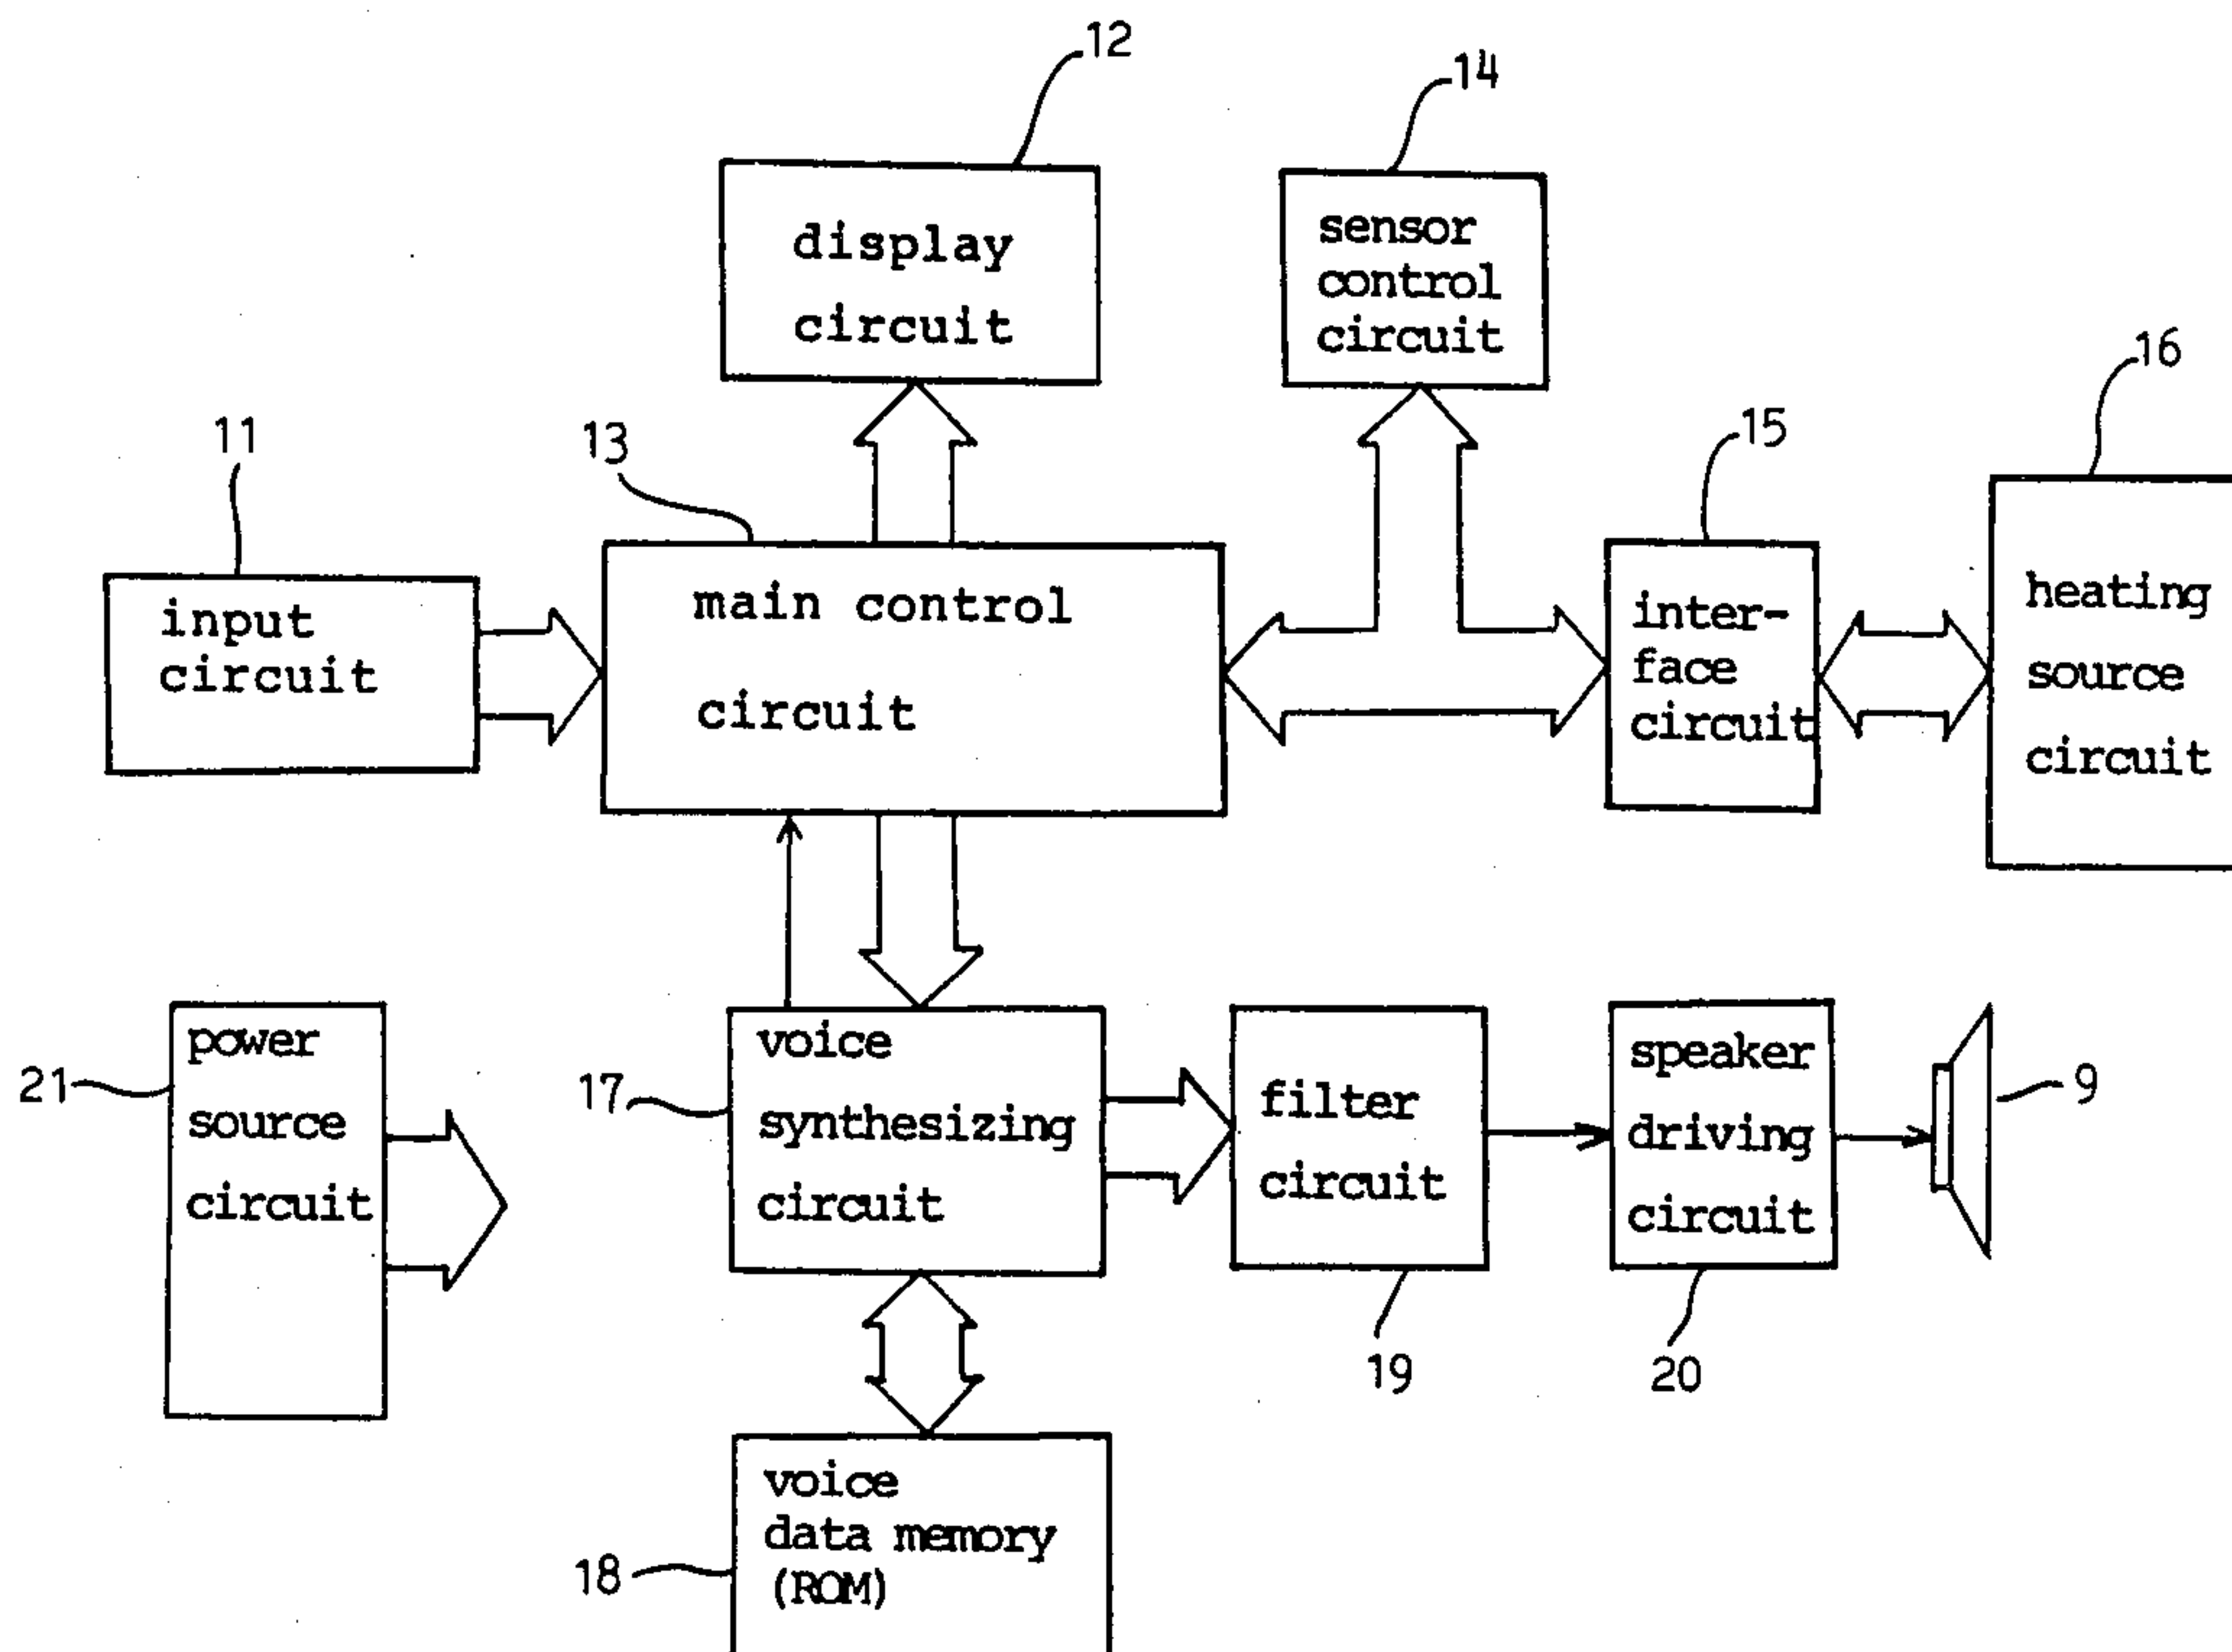 12
14
display
circuit
sensor
control
circuit
16
11
13
15
input
circuit
main control
circuit
inter-
face
circuit
heating
source
circuit
21
power
source
circuit
17
voice
synthesizing
circuit
filter
circuit
speaker
driving
circuit
9
19
20
18
voice
data memory
(ROM)